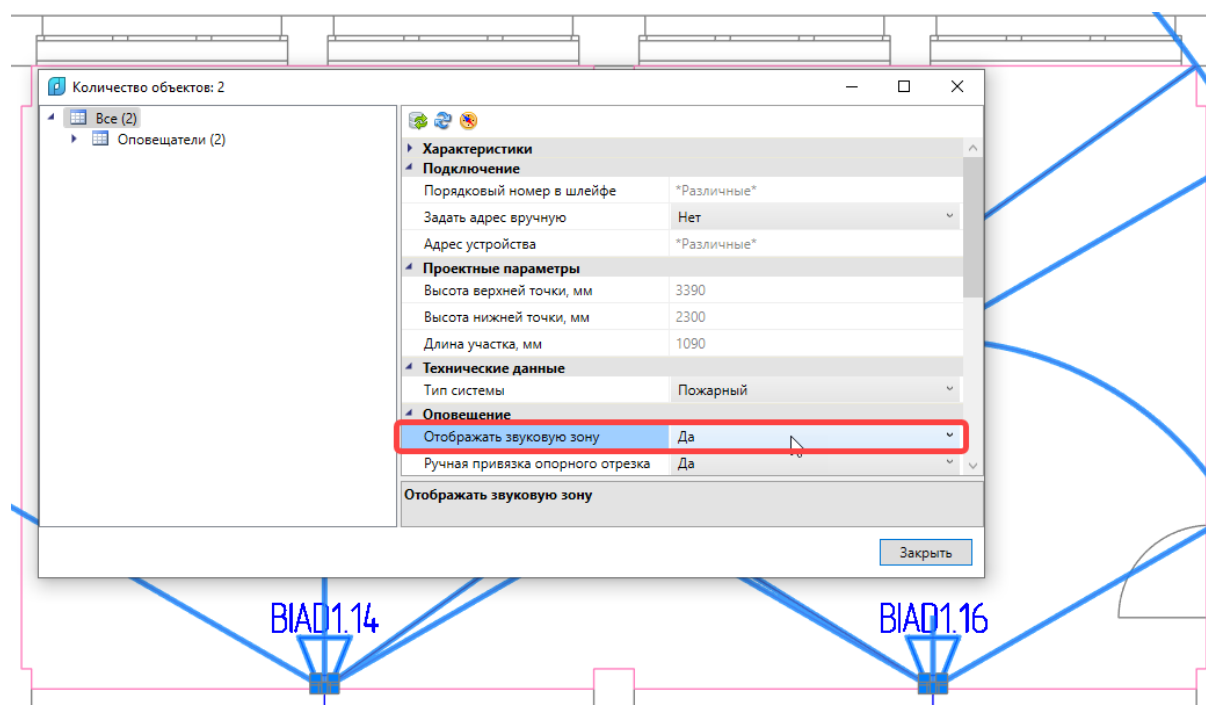 Количество объектов: 2
Все (2)
Оповещатели (2)
Характеристики
Подключение
Порядковый номер в шлейфе *Различные*
Задать адрес вручную Нет
Адрес устройства *Различные*
Проектные параметры
Высота верхней точки, мм 3390
Высота нижней точки, мм 2300
Длина участка, мм 1090
Технические данные
Тип системы Пожарный
Оповещение
Отображать звуковую зону Да
Ручная привязка опорного отрезка Да
Отображать звуковую зону
Закрыть
BIAD1.14 BIAD1.16